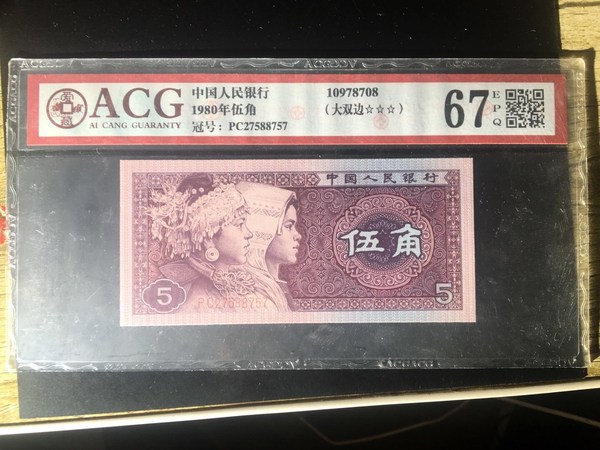 ACG
AI CANG GUARANTY
中国人民银行
1980年伍角
冠号：PC27588757
10978708
（大双边☆☆☆）
67
EPQ
中国人民银行
伍角
5
PC27588757
5